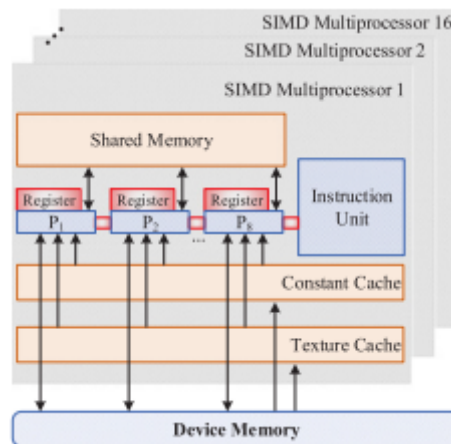 SIMD Multiprocessor 16
SIMD Multiprocessor 2
SIMD Multiprocessor 1
Shared Memory
Register Register Register
P1 P2 ... P8
Instruction
Unit
Constant Cache
Texture Cache
Device Memory